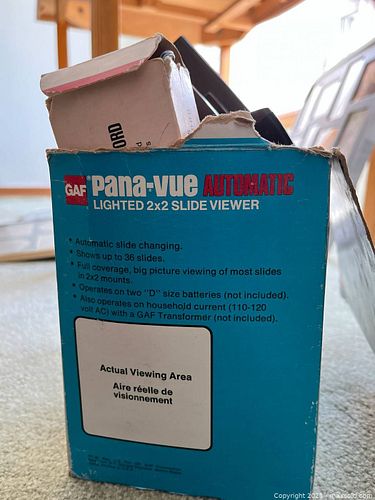 ORD
GAF pana-vue AUTOMATIC
LIGHTED 2x2 SLIDE VIEWER
* Automatic slide changing.
* Shows up to 36 slides.
* Full coverage, big picture viewing of most slides
in 2x2 mounts.
* Operates on two "D" size batteries (not included).
* Also operates on household current (110-120
volt AC) with a GAF Transformer (not included).
Actual Viewing Area
Aire réelle de
visionnement